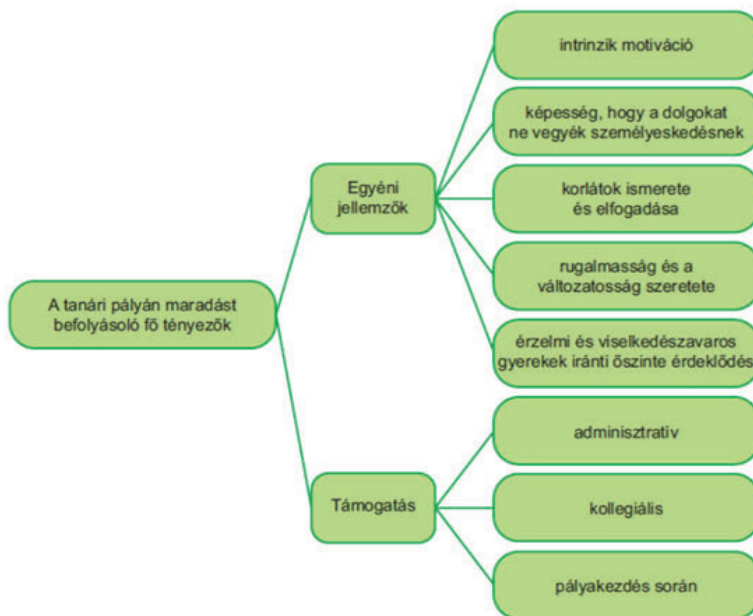 A tanári pályán maradást
befolyásoló fő tényezők
Egyéni
jellemzők
intrinzik motiváció
képesség, hogy a dolgokat
ne vegyék személyeskedésnek
korlátok ismerete
és elfogadása
rugalmasság és a
változatosság szeretete
érzelmi és viselkedészavaros
gyerekek iránti őszinte érdeklődés
Támogatás
adminisztratív
kollegiális
pályakezdés során